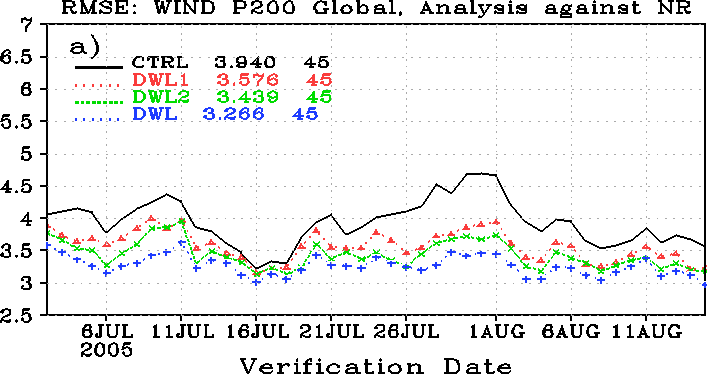 RMSE: WIND P200 Global, Analysis against NR
7
6.5
6
5.5
5
4.5
4
3.5
3
2.5
a)
CTRL 3.940 45
DWL1 3.576 45
DWL2 3.439 45
DWL 3.266 45
6JUL 11JUL 16JUL 21JUL 26JUL 1AUG 6AUG 11AUG
2005
Verification Date